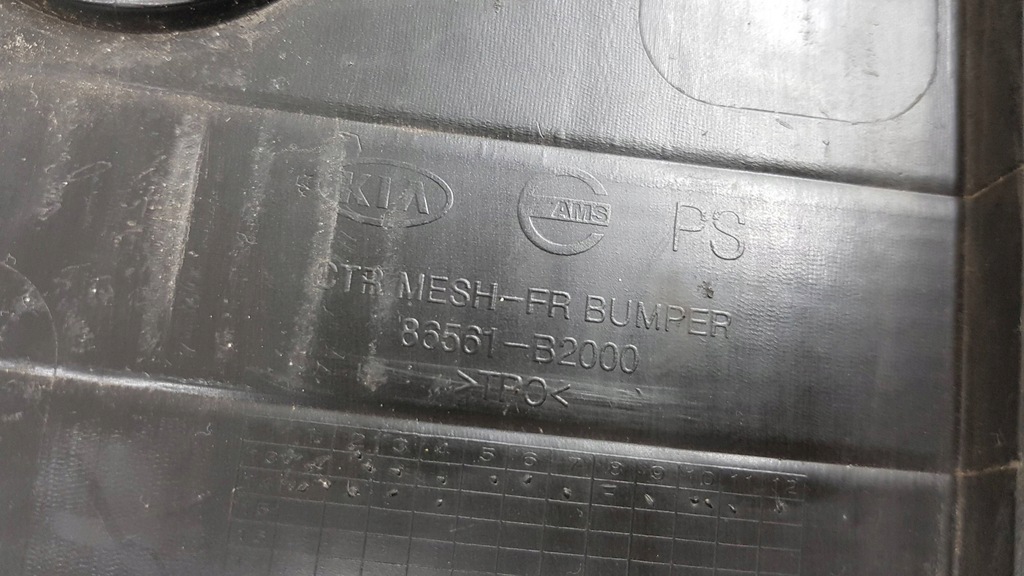 KIA AMS PS
CTR MESH-FR BUMPER
86561-B2000
>TPO<
1 2 3 4 5 6 7 8 9 10 11 12